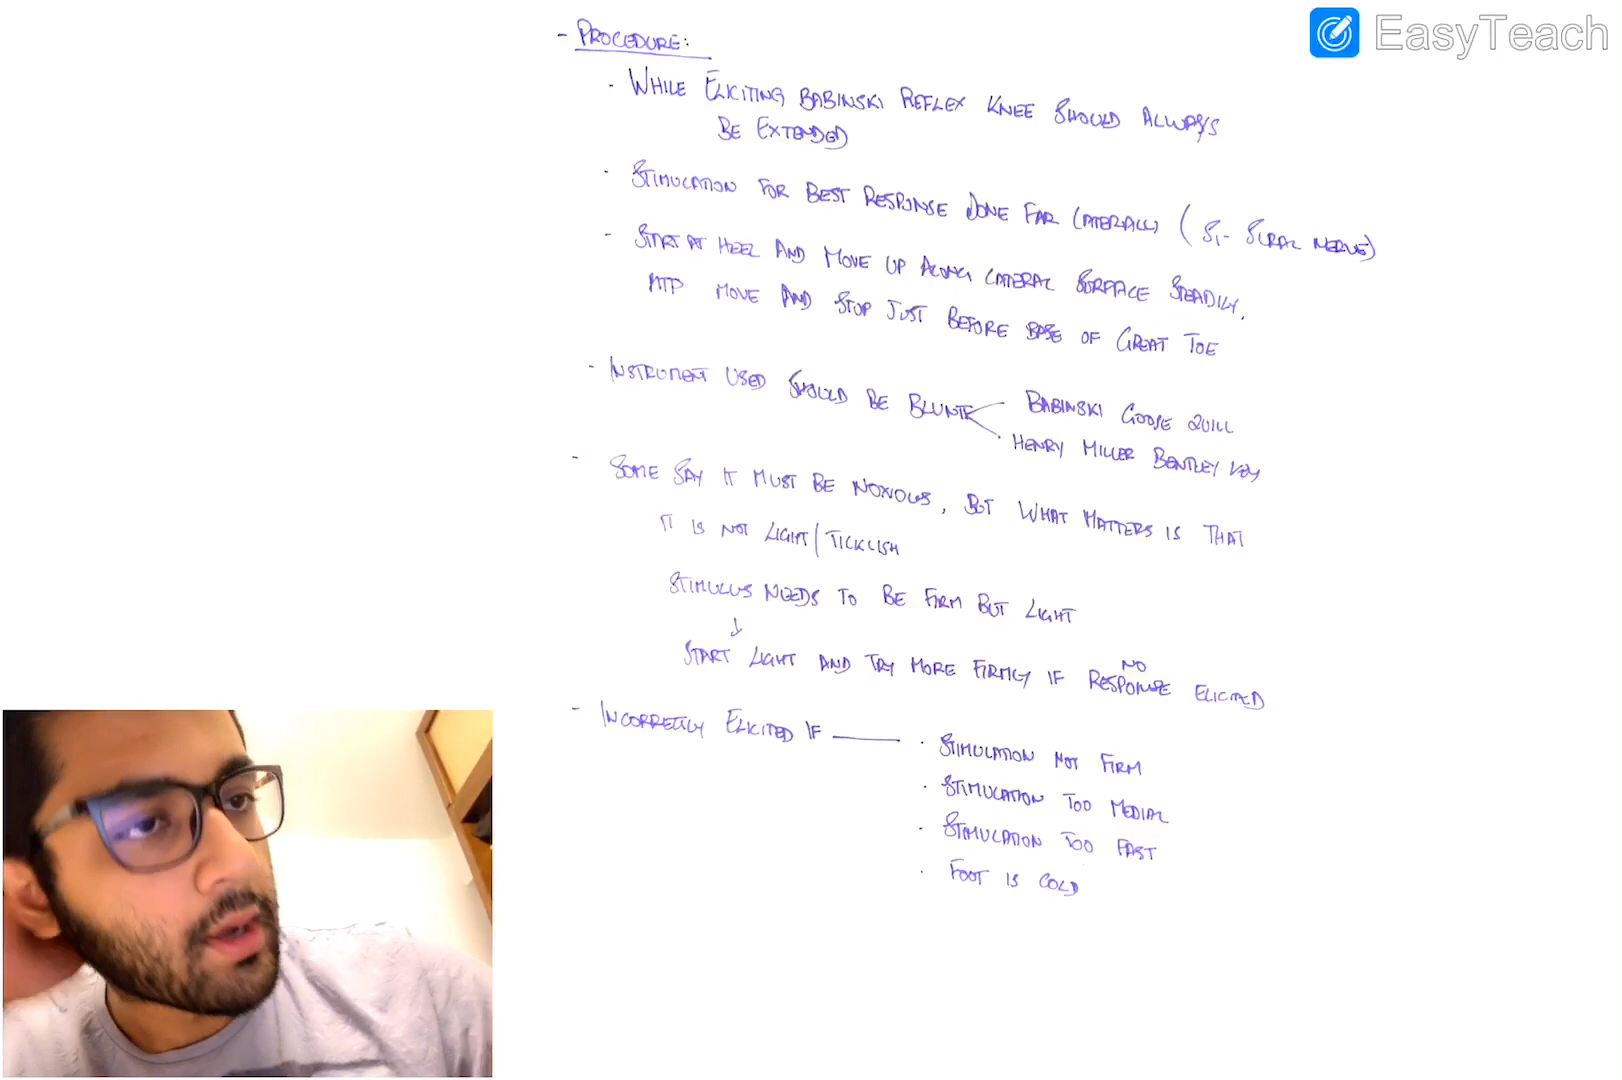 EasyTeach
- PROCEDURE:
· WHILE ELICITING BABINSKI REFLEX KNEE SHOULD ALWAYS
BE EXTENDED
· STIMULATION FOR BEST RESPONSE DONE FAR LATERALLY (S1- SURAL NERVE)
- START AT HEEL AND MOVE UP ALONG LATERAL SURFACE STEADILY.
MTP MOVE AND STOP JUST BEFORE BASE OF GREAT TOE
- INSTRUMENT USED SHOULD BE BLUNT
BABINSKI GOOSE QUILL
· HENRY MILLER BENTLEY KEY
- SOME SAY IT MUST BE NOXIOUS, BUT WHAT MATTERS IS THAT
IT IS NOT LIGHT/TICKLISH
STIMULUS NEEDS TO BE FIRM BUT LIGHT
↓
START LIGHT AND TRY MORE FIRMLY IF NO RESPONSE ELICITED
- INCORRECTLY ELICITED IF — · STIMULATION NOT FIRM
· STIMULATION TOO MEDIAL
· STIMULATION TOO FAST
· FOOT IS COLD